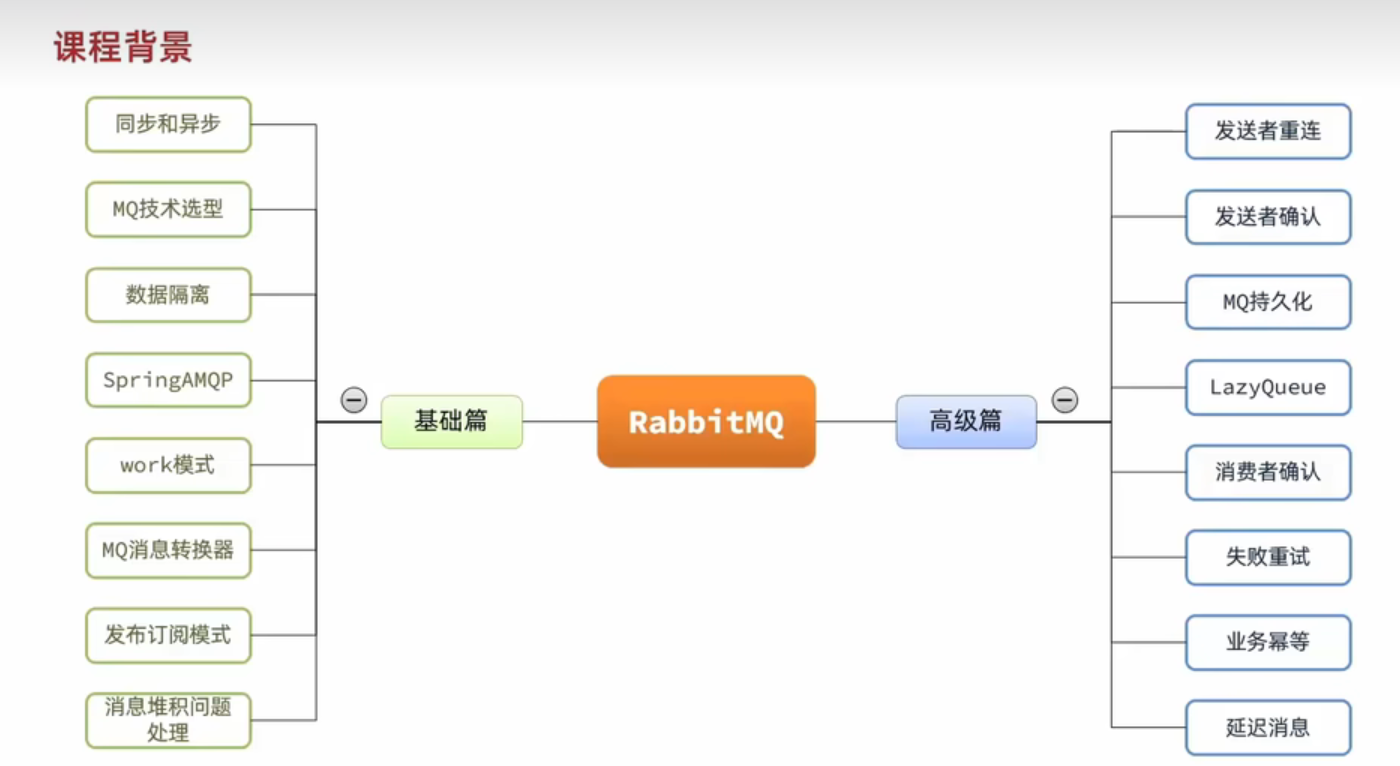 课程背景
同步和异步
MQ技术选型
数据隔离
SpringAMQP
work模式
MQ消息转换器
发布订阅模式
消息堆积问题
处理
基础篇
RabbitMQ
高级篇
发送者重连
发送者确认
MQ持久化
LazyQueue
消费者确认
失败重试
业务幂等
延迟消息